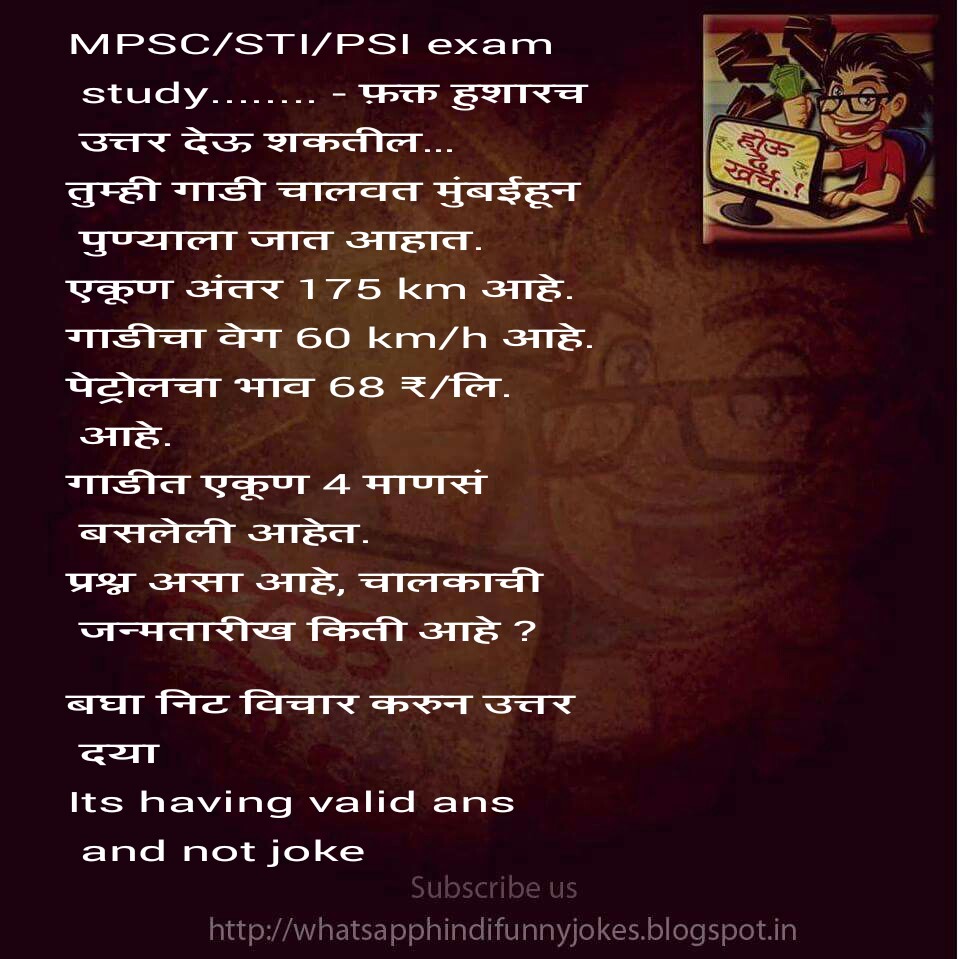 MPSC/STI/PSI exam
study........ - फ़क्त हुशारच
उत्तर देऊ शकतील...
तुम्ही गाडी चालवत मुंबईहून
पुण्याला जात आहात.
एकूण अंतर 175 km आहे.
गाडीचा वेग 60 km/h आहे.
पेट्रोलचा भाव 68 ₹/लि.
आहे.
गाडीत एकूण 4 माणसं
बसलेली आहेत.
प्रश्न असा आहे, चालकाची
जन्मतारीख किती आहे ?
बघा निट विचार करुन उत्तर
दया
Its having valid ans
and not joke
होऊ
दे
खर्च..!
Subscribe us
http://whatsapphindifunnyjokes.blogspot.in